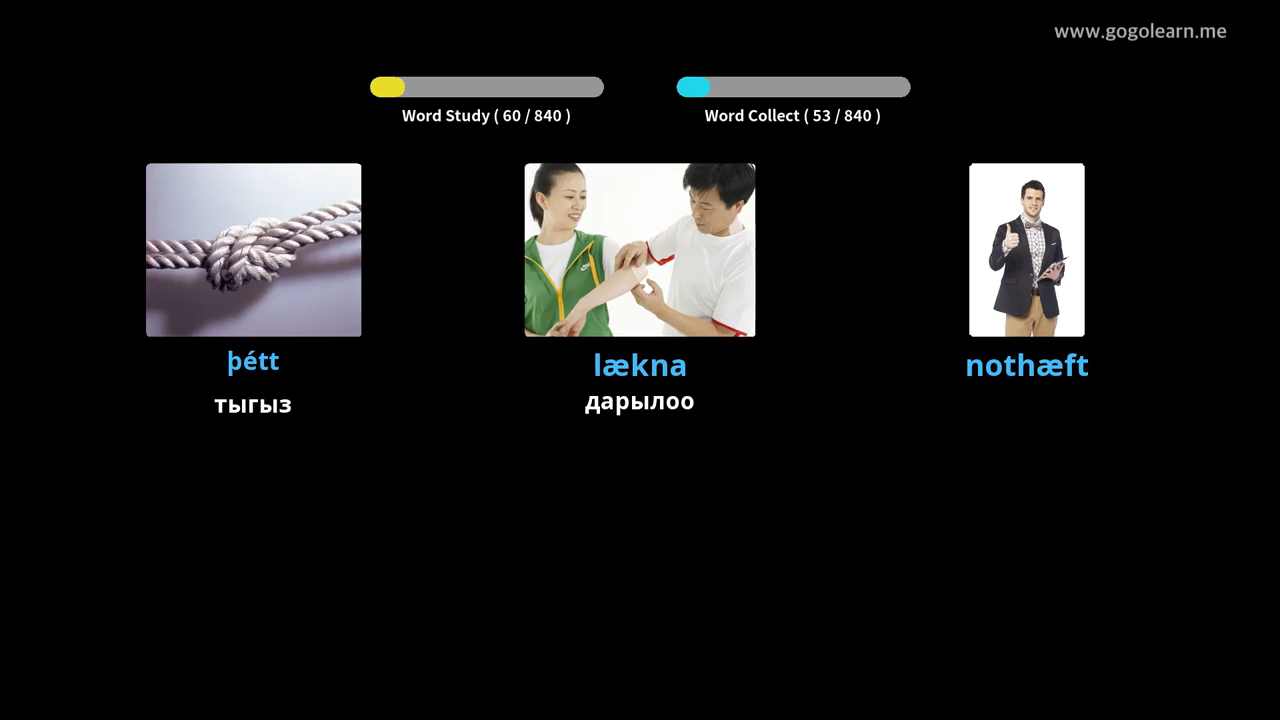 www.gogolearn.me
Word Study ( 60 / 840 )
Word Collect ( 53 / 840 )
þétt
lækna
nothæft
тыгыз
дарылоо